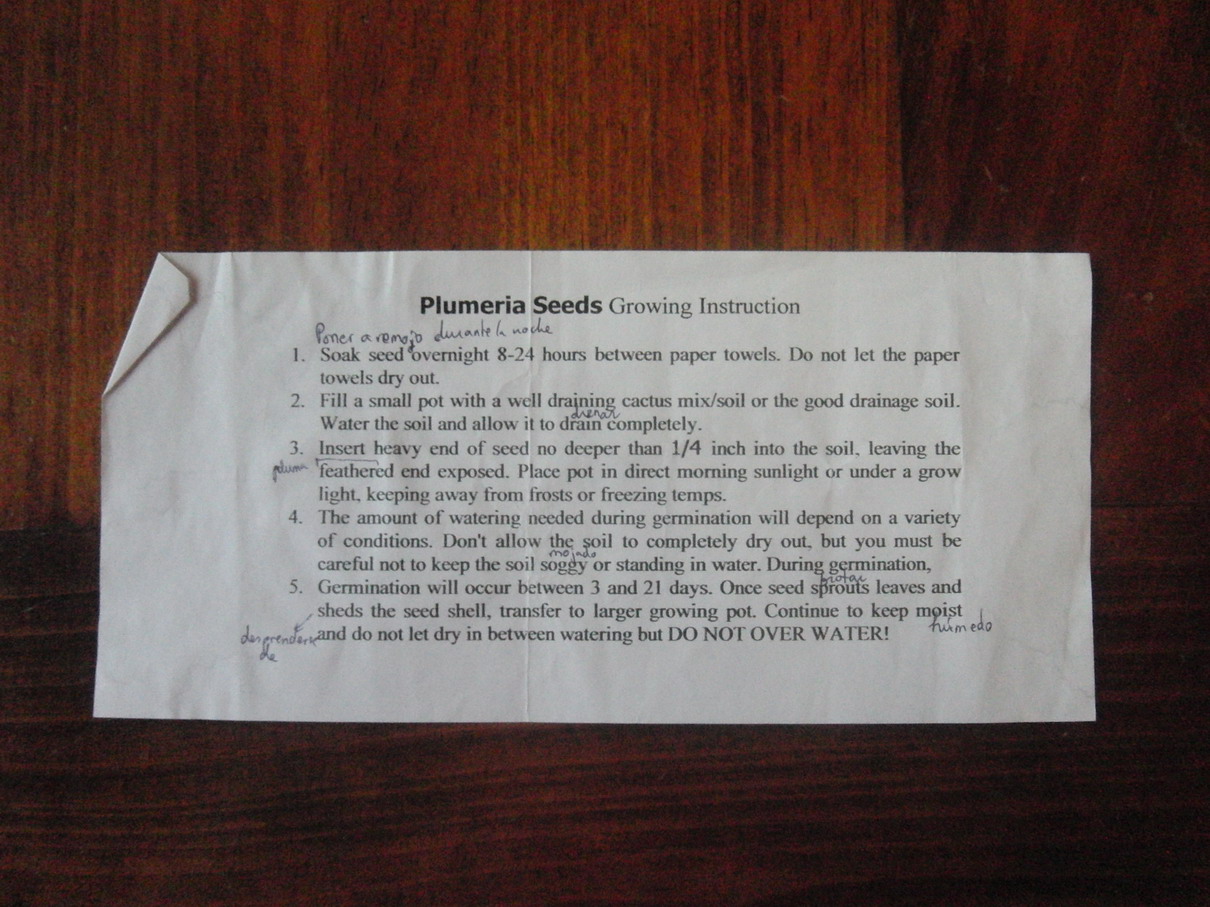 Plumeria Seeds Growing Instruction
Poner a remojo durante la noche
1. Soak seed overnight 8-24 hours between paper towels. Do not let the paper
towels dry out.
2. Fill a small pot with a well draining cactus mix/soil or the good drainage soil.
drenar
Water the soil and allow it to drain completely.
3. Insert heavy end of seed no deeper than 1/4 inch into the soil, leaving the
pluma
feathered end exposed. Place pot in direct morning sunlight or under a grow
light, keeping away from frosts or freezing temps.
4. The amount of watering needed during germination will depend on a variety
of conditions. Don't allow the soil to completely dry out, but you must be
mojado
careful not to keep the soil soggy or standing in water. During germination,
brotar
5. Germination will occur between 3 and 21 days. Once seed sprouts leaves and
sheds the seed shell, transfer to larger growing pot. Continue to keep moist
húmedo
desprenderse
de
and do not let dry in between watering but DO NOT OVER WATER!